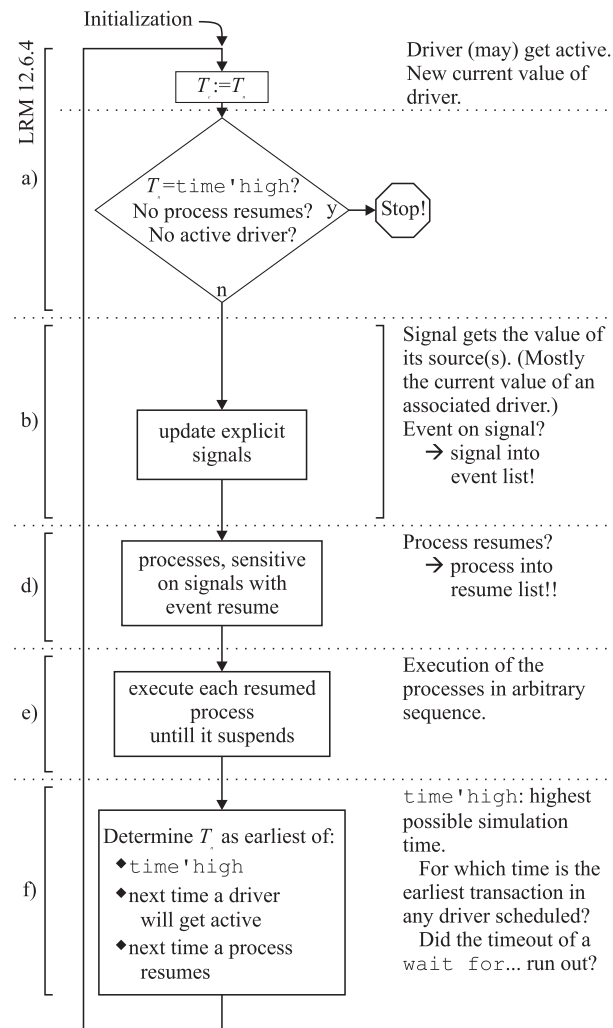 Initialization
LRM 12.6.4
Driver (may) get active.
New current value of
driver.
T :=T
a)
T =time'high?
No process resumes?
No active driver?
y
Stop!
n
b)
update explicit
signals
Signal gets the value of
its source(s). (Mostly
the current value of an
associated driver.)
Event on signal?
→ signal into
event list!
d)
processes, sensitive
on signals with
event resume
Process resumes?
→ process into
resume list!!
e)
execute each resumed
process
untill it suspends
Execution of the
processes in arbitrary
sequence.
f)
Determine T as earliest of:
◆time'high
◆next time a driver
will get active
◆next time a process
resumes
time'high: highest
possible simulation
time.
For which time is the
earliest transaction in
any driver scheduled?
Did the timeout of a
wait for... run out?